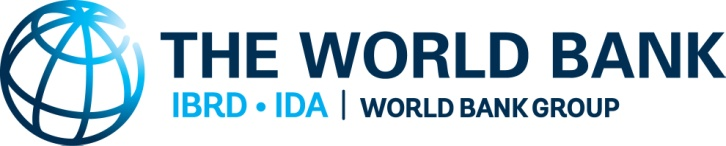 THE WORLD BANK
IBRD • IDA | WORLD BANK GROUP